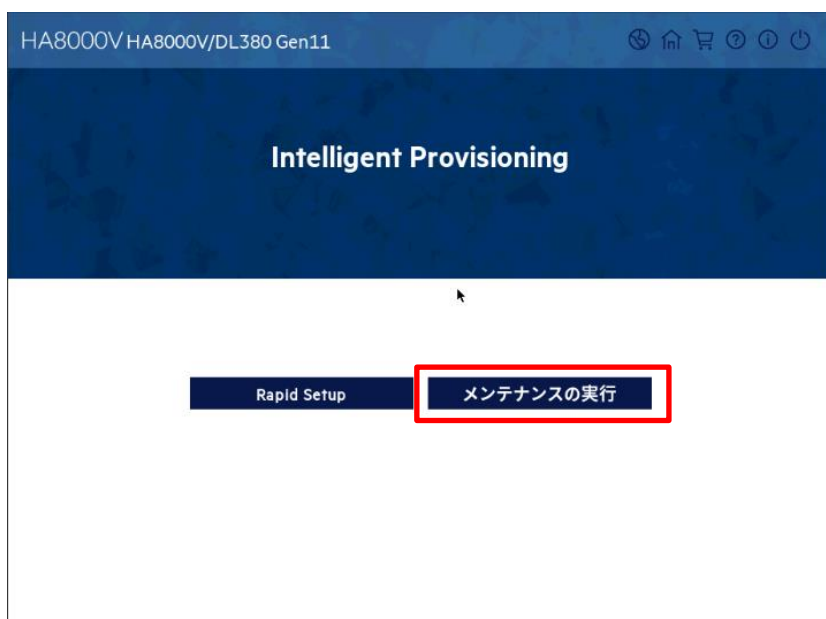 HA8000V HA8000V/DL380 Gen11
Intelligent Provisioning
Rapid Setup
メンテナンスの実行